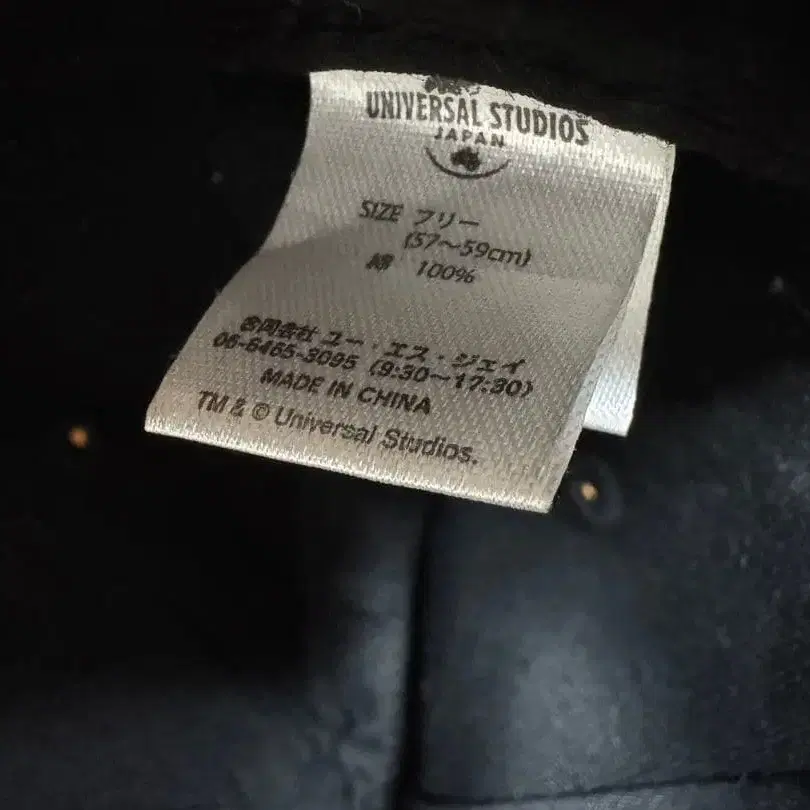 UNIVERSAL STUDIOS
JAPAN
SIZE フリー
(57~59cm)
綿 100%
合同会社 ユー・エス・ジェイ
06-6465-3095 (9:30~17:30)
MADE IN CHINA
TM & © Universal Studios.